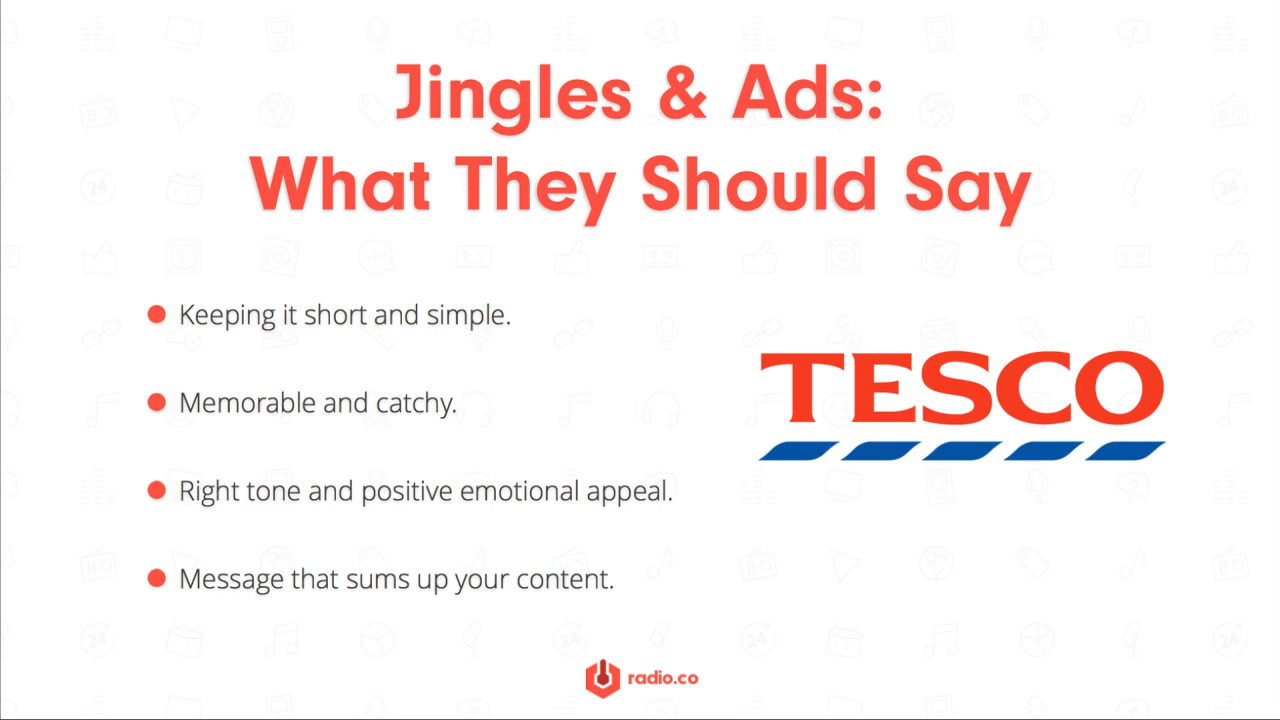 Jingles & Ads:
What They Should Say
Keeping it short and simple.
Memorable and catchy.
Right tone and positive emotional appeal.
Message that sums up your content.
TESCO
radio.co